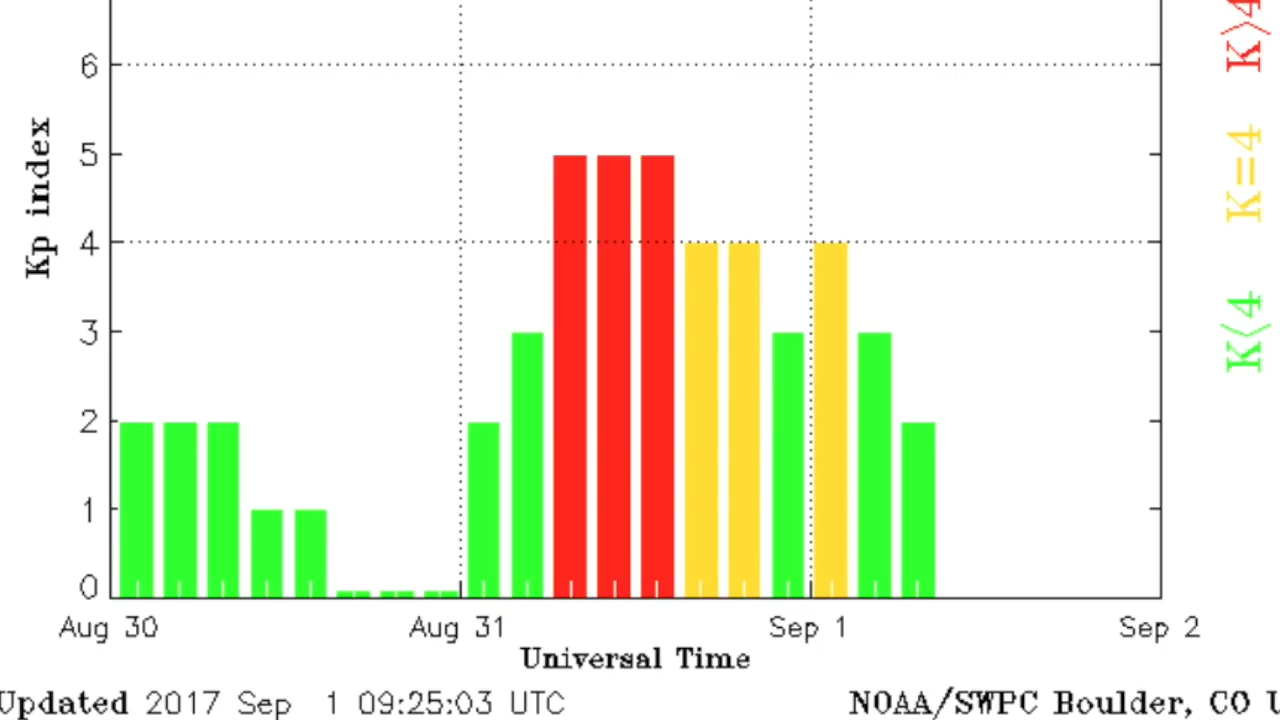 6
5
4
3
2
1
0
Kp index
Aug 30 Aug 31 Sep 1 Sep 2
Universal Time
Updated 2017 Sep 1 09:25:03 UTC
NOAA/SWPC Boulder, CO U
K<4 K=4 K>4